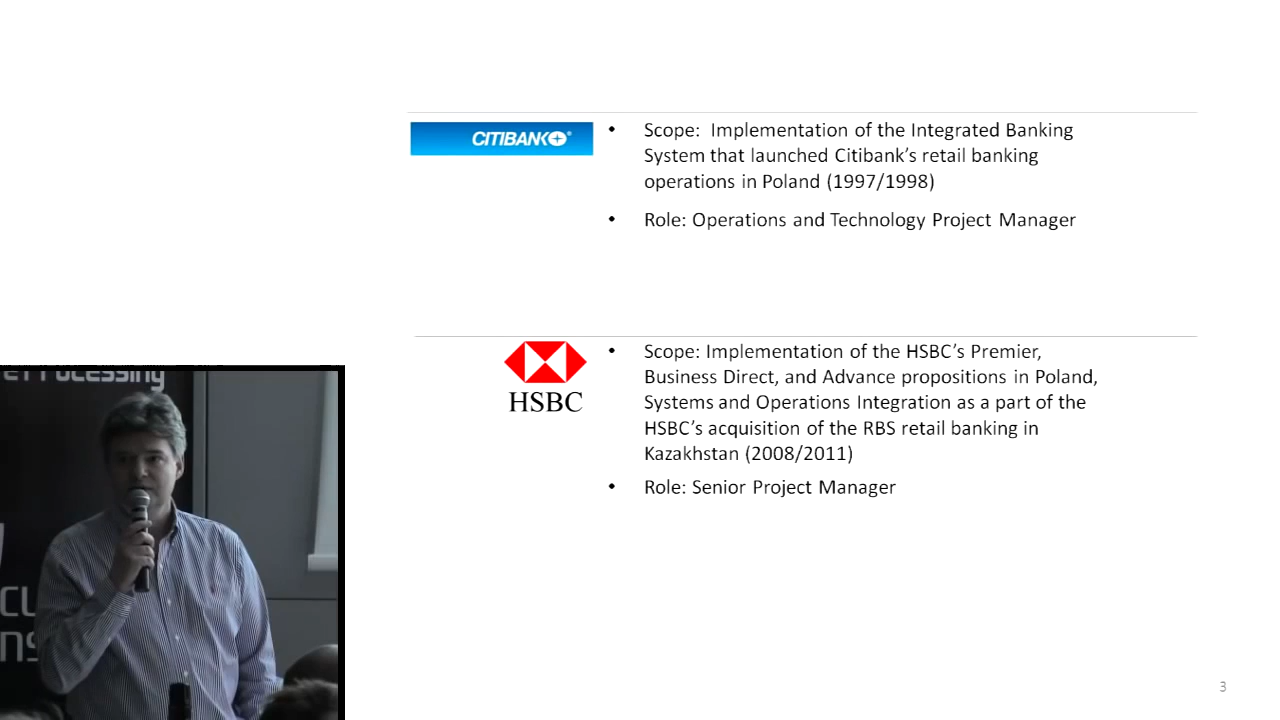 CITIBANK
• Scope: Implementation of the Integrated Banking
System that launched Citibank’s retail banking
operations in Poland (1997/1998)
• Role: Operations and Technology Project Manager
HSBC
• Scope: Implementation of the HSBC’s Premier,
Business Direct, and Advance propositions in Poland,
Systems and Operations Integration as a part of the
HSBC’s acquisition of the RBS retail banking in
Kazakhstan (2008/2011)
• Role: Senior Project Manager
3